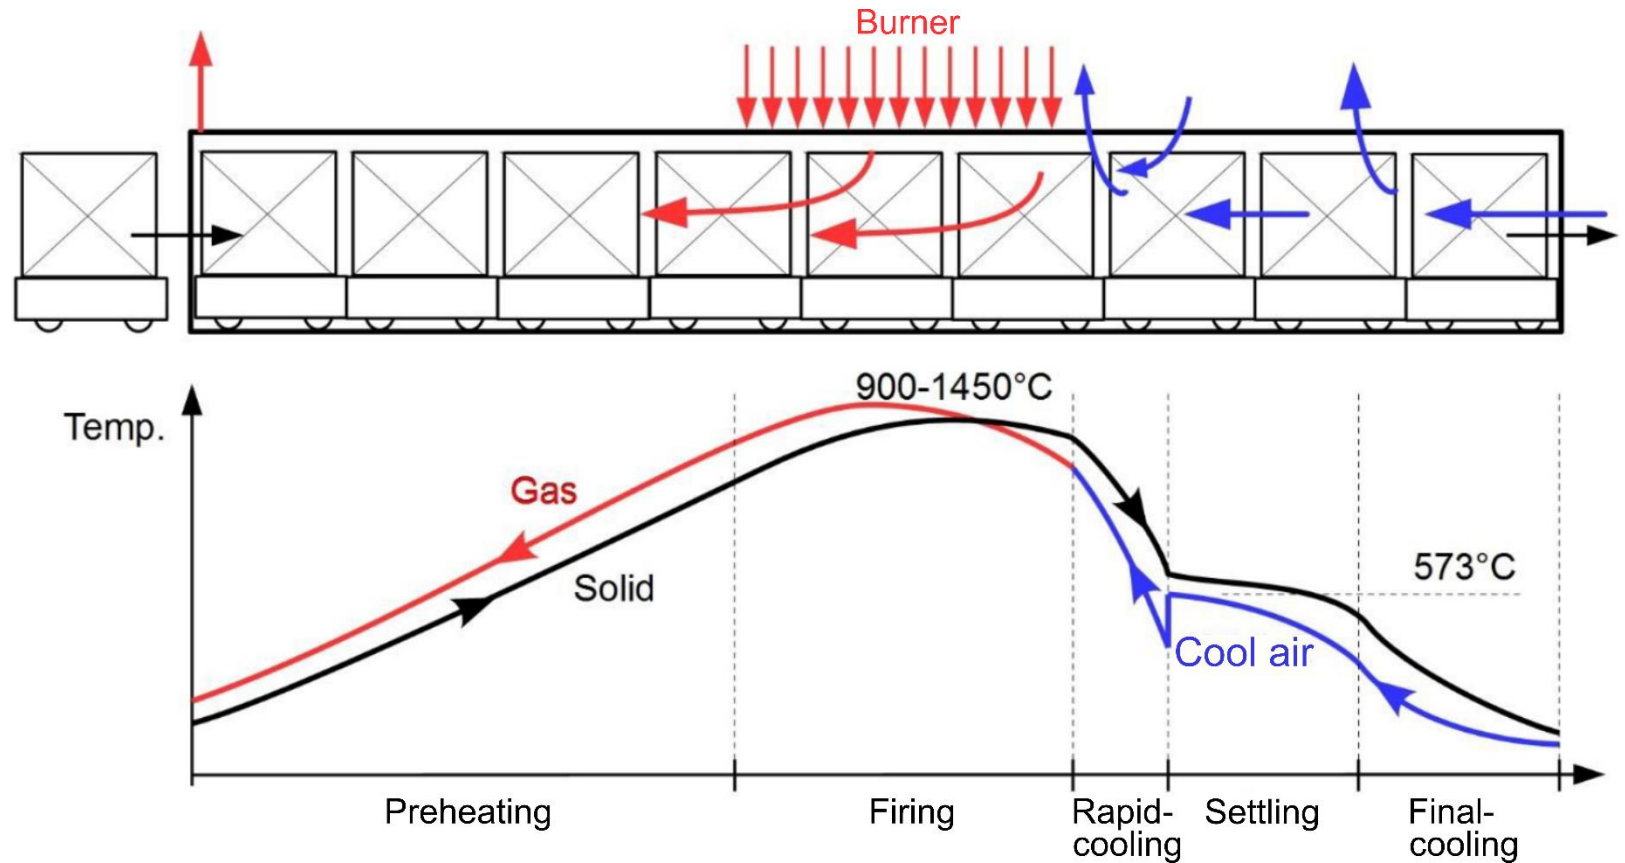 Burner
900-1450°C
Temp.
Gas
Solid
573°C
Cool air
Preheating
Firing
Rapid-
cooling
Settling
Final-
cooling